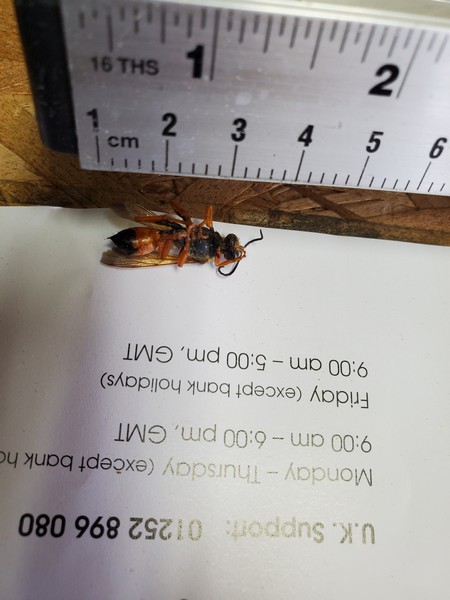 16 THS 1 2
1 2 3 4 5 6
cm
U.K. Support: 01252 896 080
Monday – Thursday (except bank ho
9:00 am – 6:00 pm, GMT
Friday (except bank holidays)
9:00 am – 5:00 pm, GMT